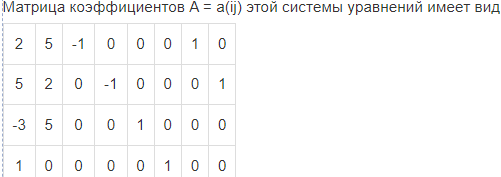 Матрица коэффициентов A = a(ij) этой системы уравнений имеет вид
2 5 -1 0 0 0 1 0
5 2 0 -1 0 0 0 1
-3 5 0 0 1 0 0 0
1 0 0 0 0 1 0 0